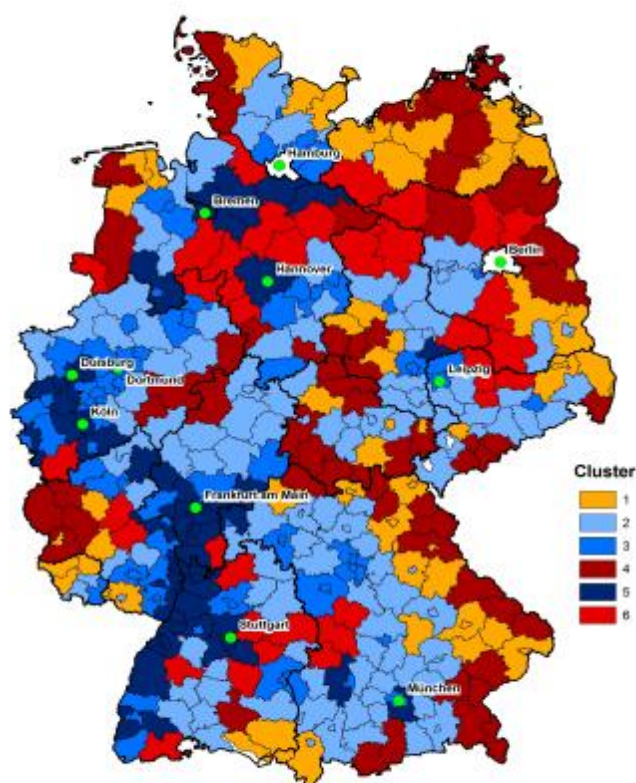 Hamburg
Bremen
Berlin
Hannover
Duisburg
Dortmund
Leipzig
Köln
Cluster
1
2
3
4
5
6
Frankfurt am Main
Stuttgart
München